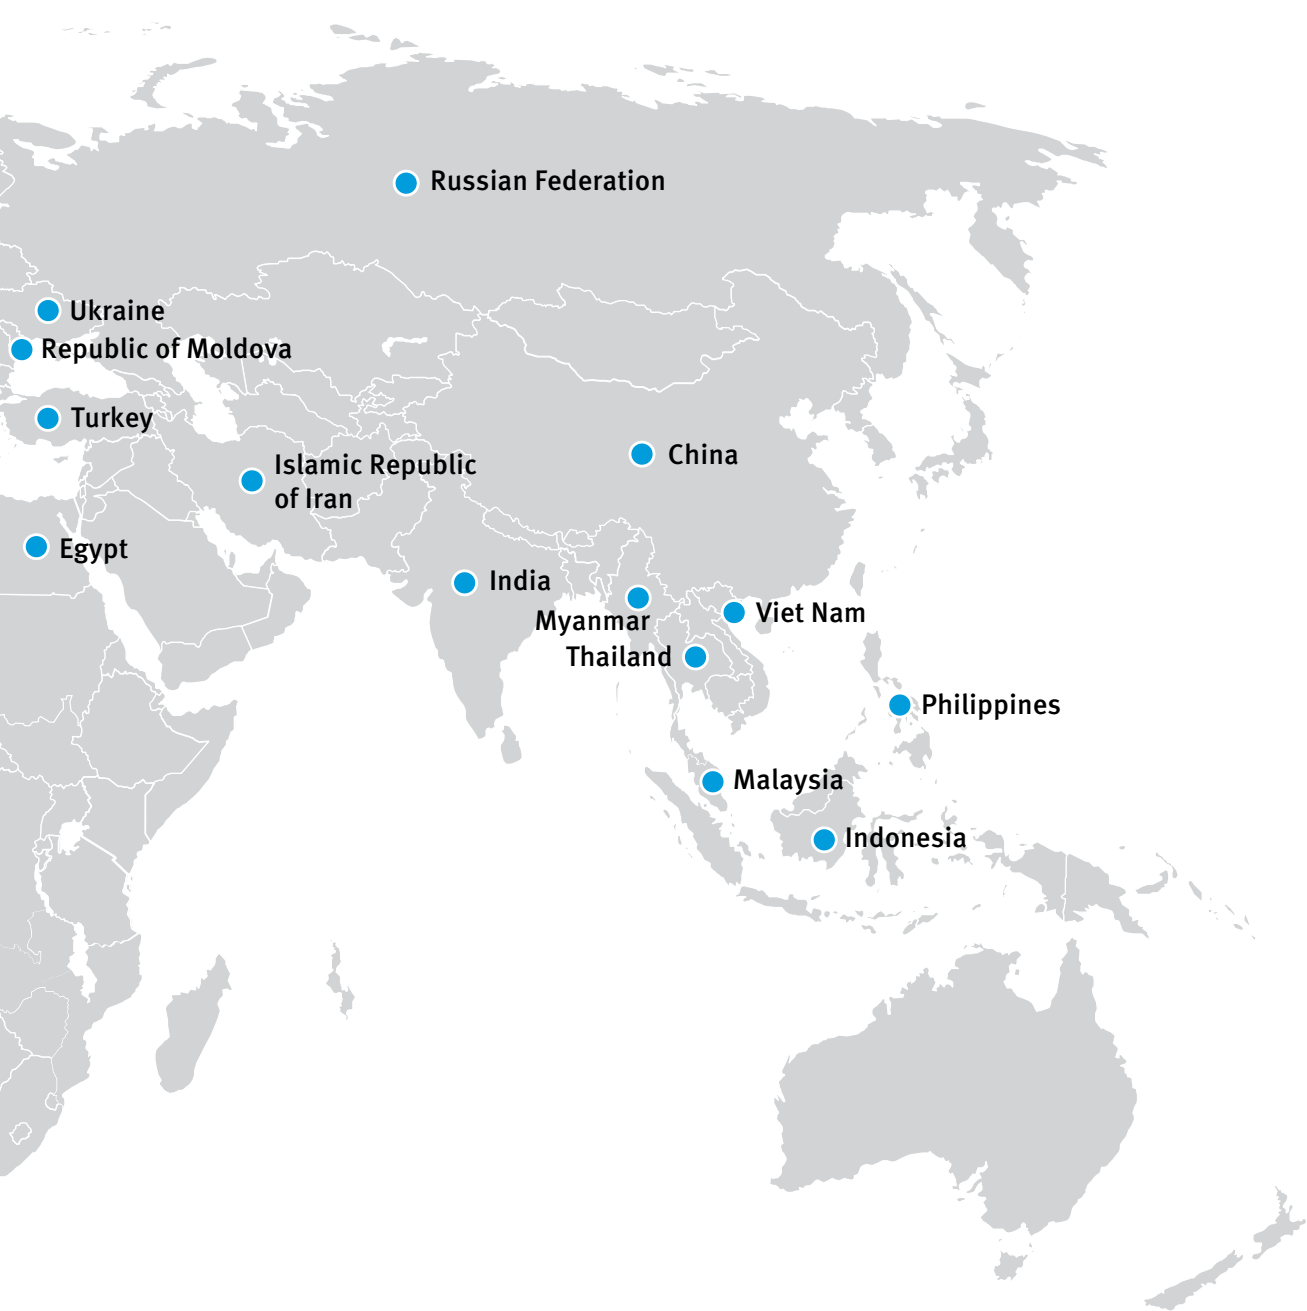 Russian Federation
Ukraine
Republic of Moldova
Turkey
China
Islamic Republic
of Iran
Egypt
India
Myanmar
Viet Nam
Thailand
Philippines
Malaysia
Indonesia